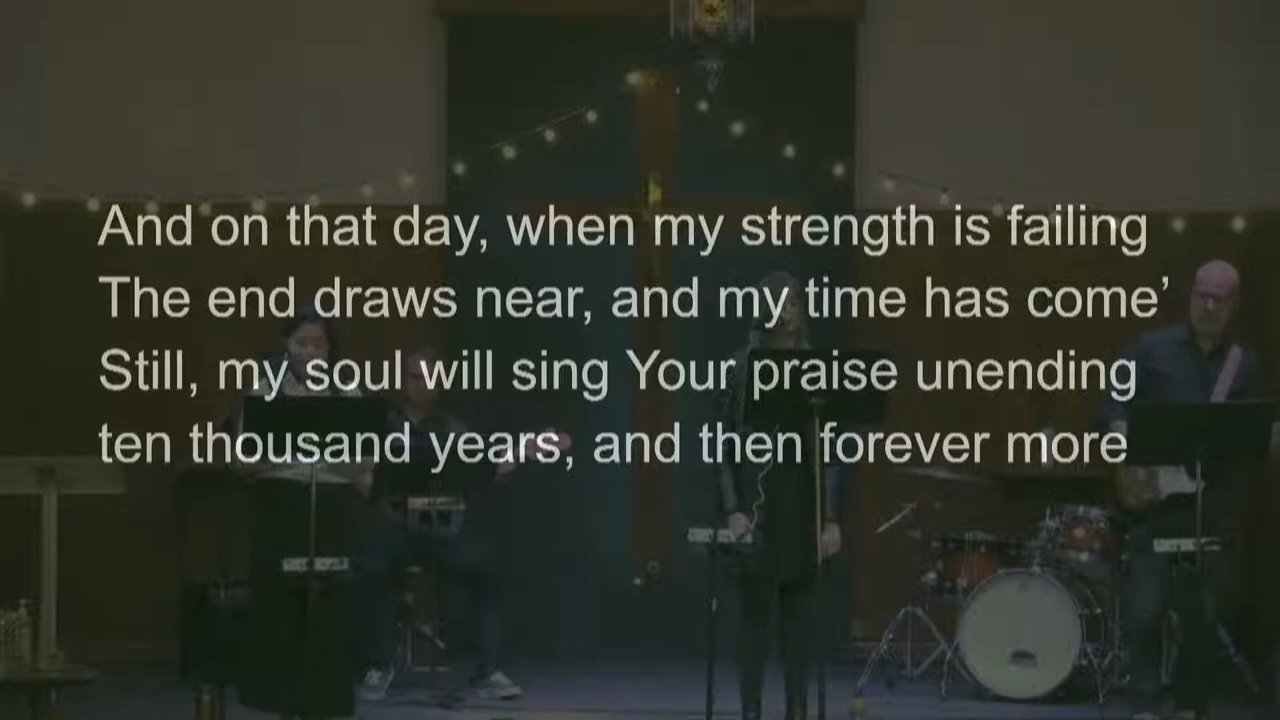 And on that day, when my strength is failing
The end draws near, and my time has come’
Still, my soul will sing Your praise unending
ten thousand years, and then forever more